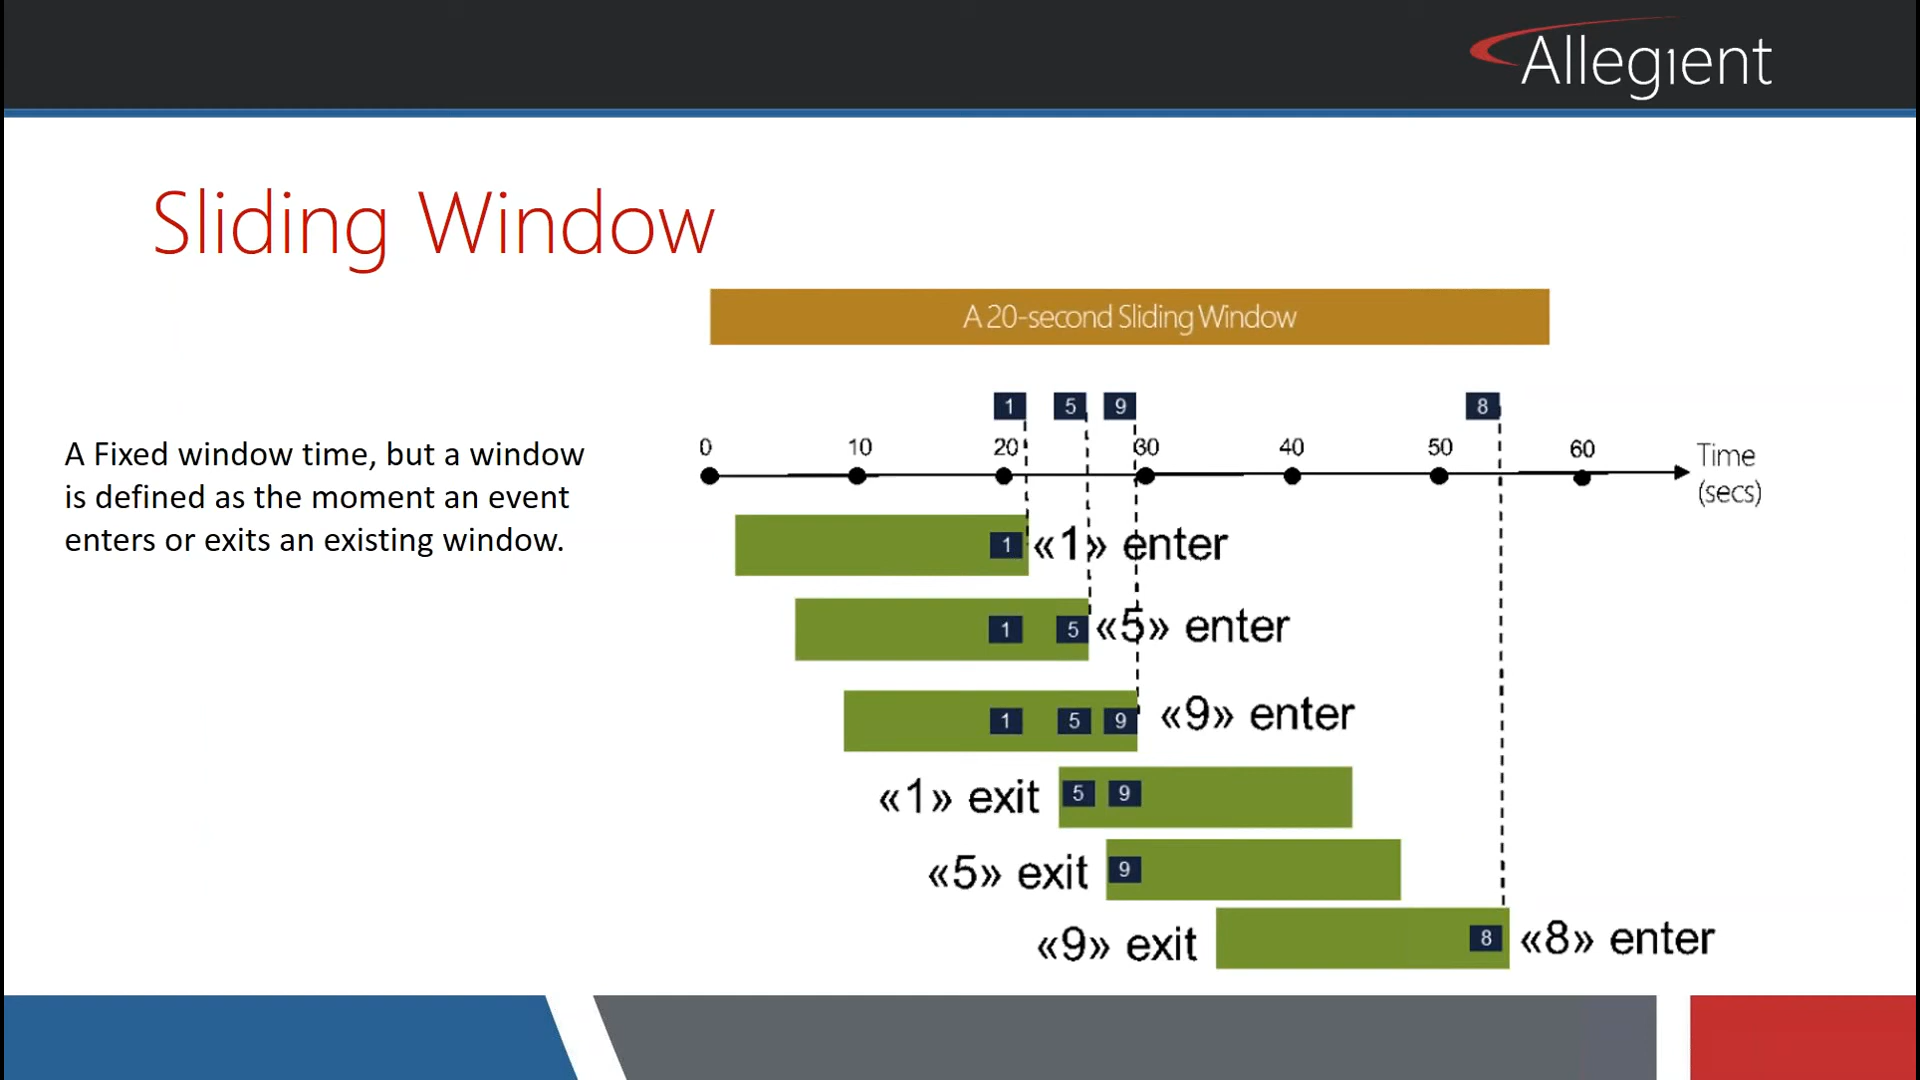 Allegient
Sliding Window
A 20-second Sliding Window
1 5 9 8
0 10 20 30 40 50 60 Time
(secs)
A Fixed window time, but a window
is defined as the moment an event
enters or exits an existing window.
1 «1» enter
1 5 «5» enter
1 5 9 «9» enter
«1» exit 5 9
«5» exit 9
«9» exit 8 «8» enter